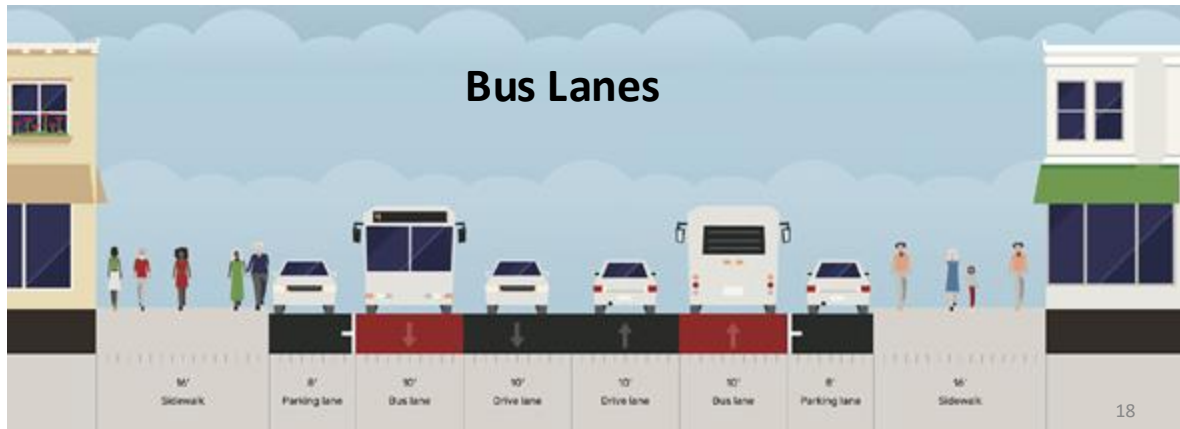 Bus Lanes
16'
Sidewalk
8'
Parking lane
10'
Bus lane
10'
Drive lane
10'
Drive lane
10'
Bus lane
8'
Parking lane
16'
Sidewalk
18